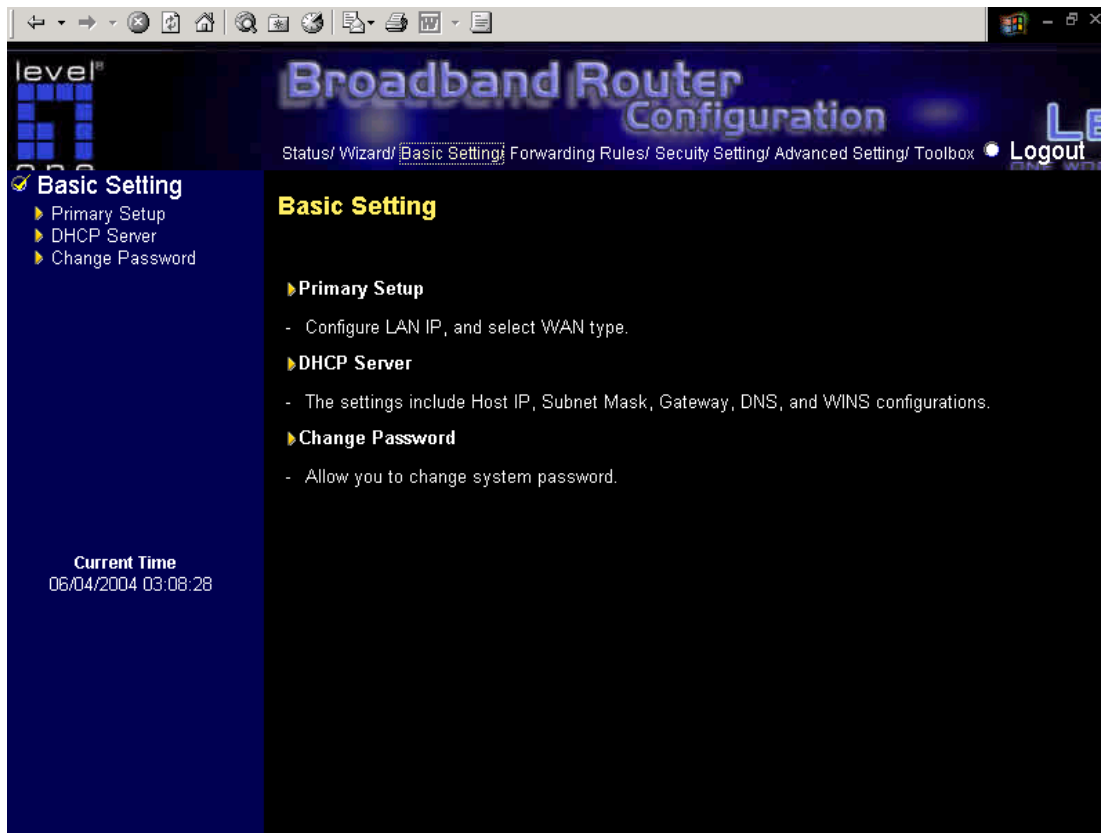 level®
one
Broadband Router
Configuration
Status/ Wizard/ Basic Setting/ Forwarding Rules/ Secuity Setting/ Advanced Setting/ Toolbox Logout
Basic Setting
Primary Setup
DHCP Server
Change Password
Basic Setting
Primary Setup
- Configure LAN IP, and select WAN type.
DHCP Server
- The settings include Host IP, Subnet Mask, Gateway, DNS, and WINS configurations.
Change Password
- Allow you to change system password.
Current Time
06/04/2004 03:08:28